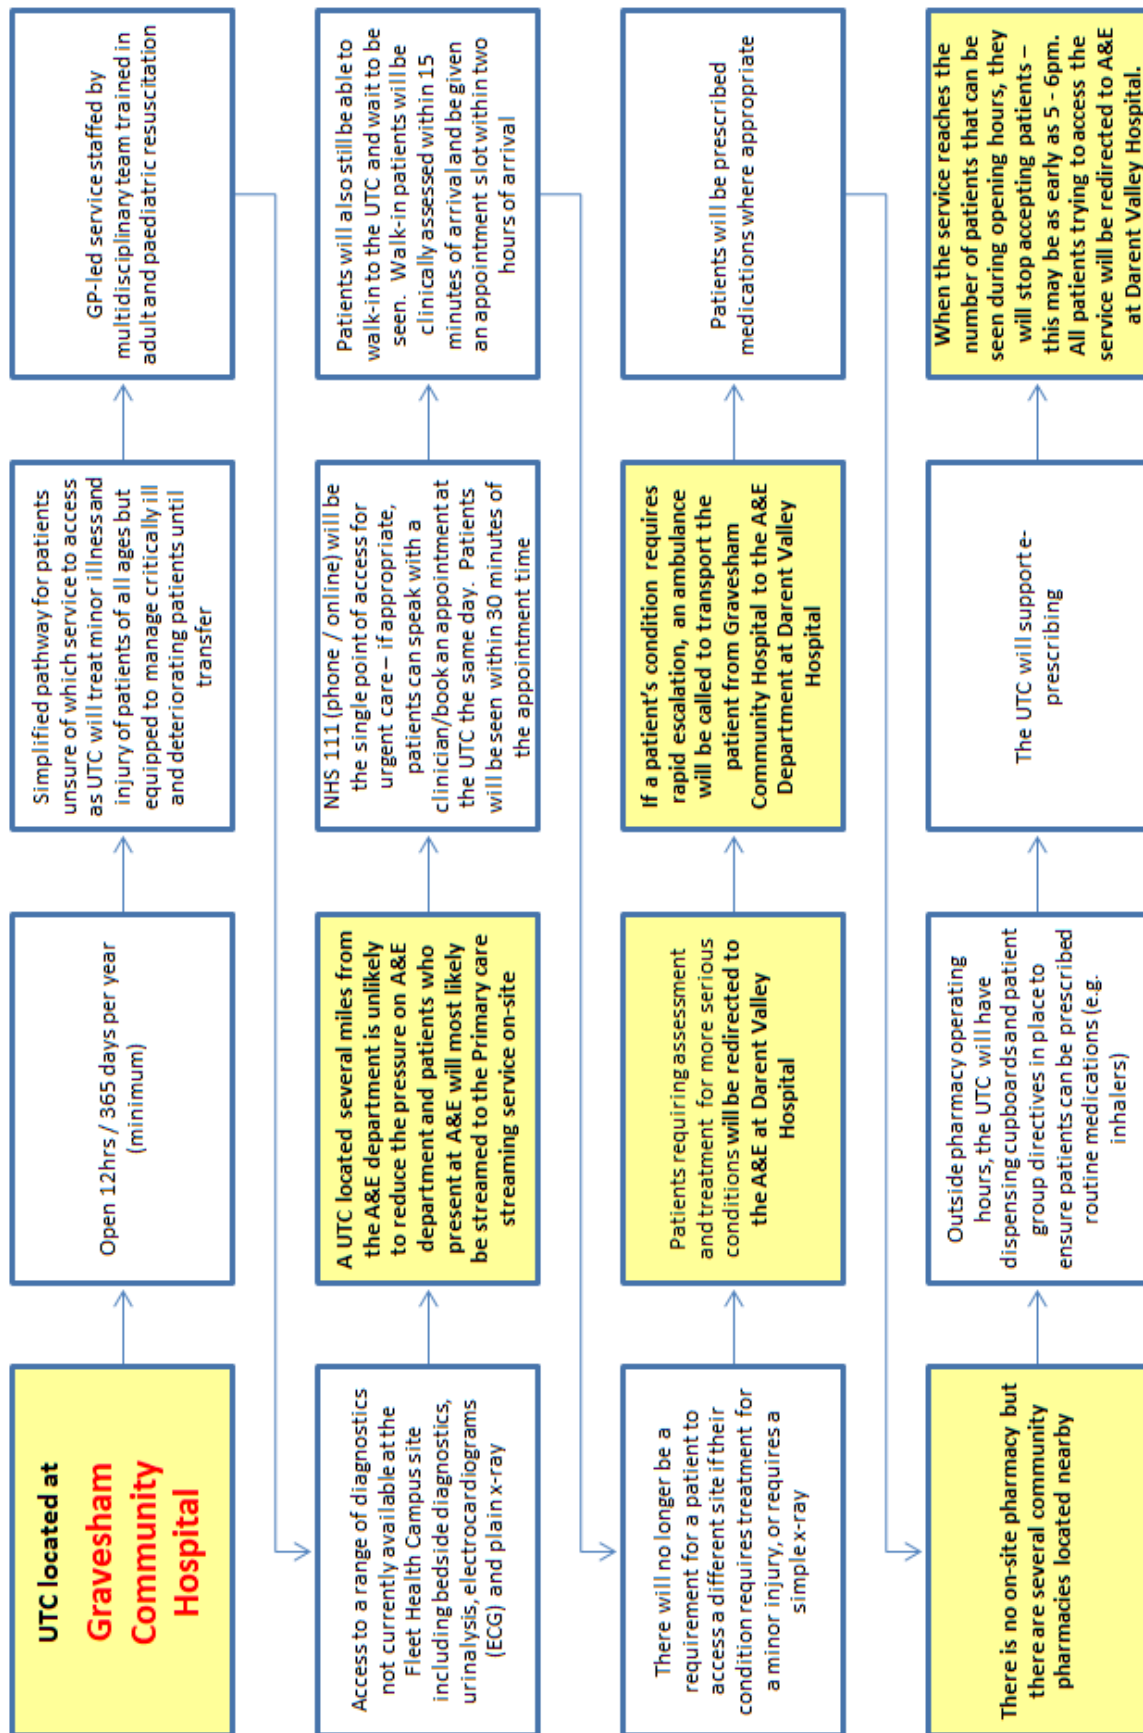 UTC located at
Gravesham
Community
Hospital
Open 12hrs / 365 days per year
(minimum)
Simplified pathway for patients
unsure of which service to access
as UTC will treat minor illness and
injury of patients of all ages but
equipped to manage critically ill
and deteriorating patients until
transfer
GP-led service staffed by
multidisciplinary team trained in
adult and paediatric resuscitation
Access to a range of diagnostics
not currently available at the
Fleet Health Campus site
including bedside diagnostics,
urinalysis, electrocardiograms
(ECG) and plain x-ray
A UTC located several miles from
the A&E department is unlikely
to reduce the pressure on A&E
department and patients who
present at A&E will most likely
be streamed to the Primary care
streaming service on-site
NHS 111 (phone / online) will be
the single point of access for
urgent care – if appropriate,
patients can speak with a
clinician/book an appointment at
the UTC the same day. Patients
will be seen within 30 minutes of
the appointment time
Patients will also still be able to
walk-in to the UTC and wait to be
seen. Walk-in patients will be
clinically assessed within 15
minutes of arrival and be given
an appointment slot within two
hours of arrival
There will no longer be a
requirement for a patient to
access a different site if their
condition requires treatment for
a minor injury, or requires a
simple x-ray
Patients requiring assessment
and treatment for more serious
conditions will be redirected to
the A&E at Darent Valley
Hospital
If a patient's condition requires
rapid escalation, an ambulance
will be called to transport the
patient from Gravesham
Community Hospital to the A&E
Department at Darent Valley
Hospital
Patients will be prescribed
medications where appropriate
There is no on-site pharmacy but
there are several community
pharmacies located nearby
Outside pharmacy operating
hours, the UTC will have
dispensing cupboards and patient
group directives in place to
ensure patients can be prescribed
routine medications (e.g.
inhalers)
The UTC will support e-
prescribing
When the service reaches the
number of patients that can be
seen during opening hours, they
will stop accepting patients –
this may be as early as 5 - 6pm.
All patients trying to access the
service will be redirected to A&E
at Darent Valley Hospital.